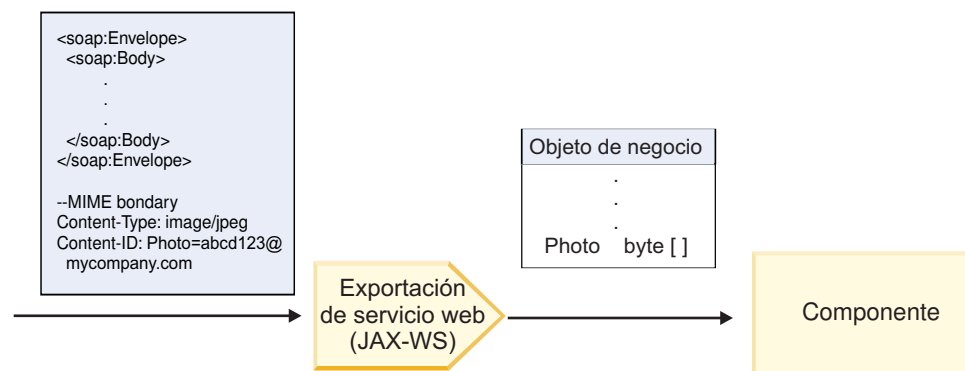 <soap:Envelope>
<soap:Body>
.
.
.
</soap:Body>
</soap:Envelope>
--MIME bondary
Content-Type: image/jpeg
Content-ID: Photo=abcd123@
mycompany.com
Objeto de negocio
.
.
.
Photo byte [ ]
Exportación
de servicio web
(JAX-WS)
Componente